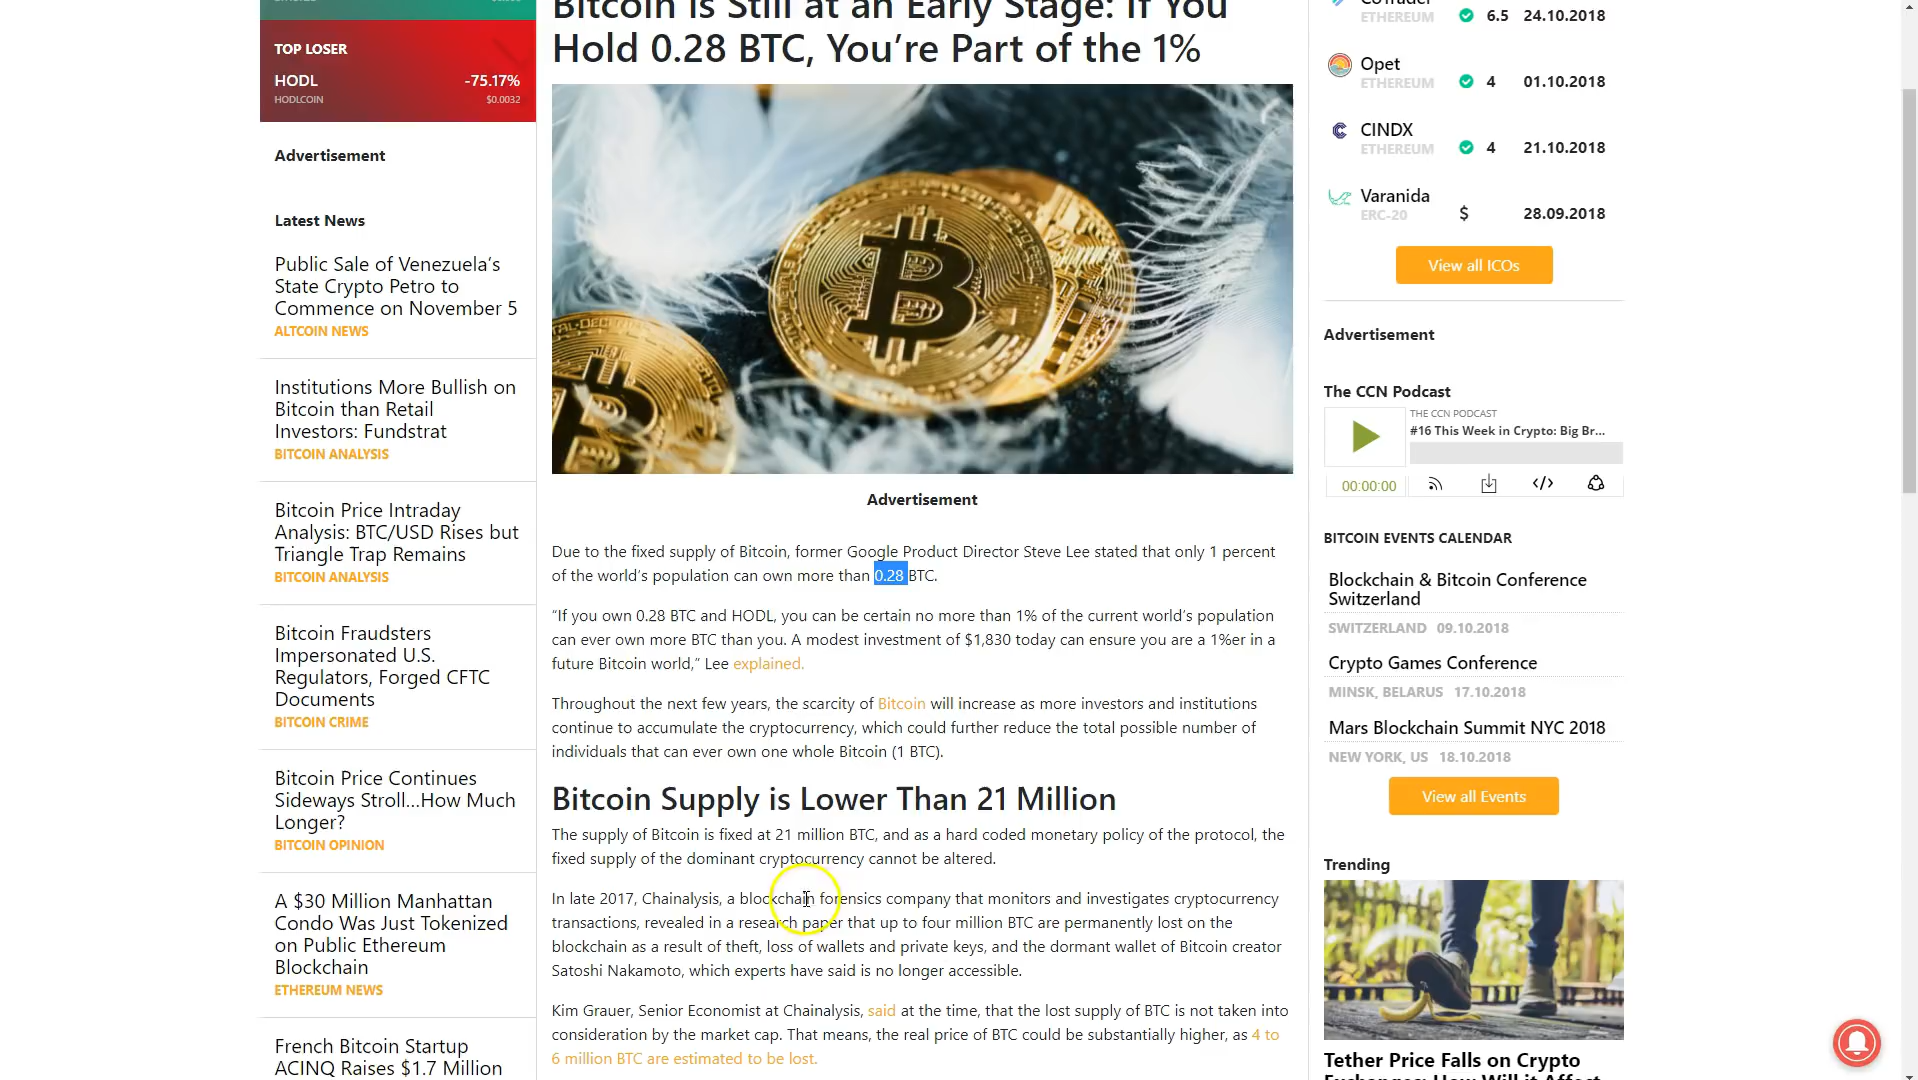 $0.086
TOP LOSER
HODL -75.17%
HODLCOIN $0.0032
Advertisement
Latest News
Public Sale of Venezuela’s
State Crypto Petro to
Commence on November 5
ALTCOIN NEWS
Institutions More Bullish on
Bitcoin than Retail
Investors: Fundstrat
BITCOIN ANALYSIS
Bitcoin Price Intraday
Analysis: BTC/USD Rises but
Triangle Trap Remains
BITCOIN ANALYSIS
Bitcoin Fraudsters
Impersonated U.S.
Regulators, Forged CFTC
Documents
BITCOIN CRIME
Bitcoin Price Continues
Sideways Stroll…How Much
Longer?
BITCOIN OPINION
A $30 Million Manhattan
Condo Was Just Tokenized
on Public Ethereum
Blockchain
ETHEREUM NEWS
French Bitcoin Startup
ACINQ Raises $1.7 Million
Bitcoin is Still at an Early Stage: If You
Hold 0.28 BTC, You’re Part of the 1%
Advertisement
Due to the fixed supply of Bitcoin, former Google Product Director Steve Lee stated that only 1 percent
of the world’s population can own more than 0.28 BTC.
“If you own 0.28 BTC and HODL, you can be certain no more than 1% of the current world’s population
can ever own more BTC than you. A modest investment of $1,830 today can ensure you are a 1%er in a
future Bitcoin world,” Lee explained.
Throughout the next few years, the scarcity of Bitcoin will increase as more investors and institutions
continue to accumulate the cryptocurrency, which could further reduce the total possible number of
individuals that can ever own one whole Bitcoin (1 BTC).
Bitcoin Supply is Lower Than 21 Million
The supply of Bitcoin is fixed at 21 million BTC, and as a hard coded monetary policy of the protocol, the
fixed supply of the dominant cryptocurrency cannot be altered.
In late 2017, Chainalysis, a blockchain forensics company that monitors and investigates cryptocurrency
transactions, revealed in a research paper that up to four million BTC are permanently lost on the
blockchain as a result of theft, loss of wallets and private keys, and the dormant wallet of Bitcoin creator
Satoshi Nakamoto, which experts have said is no longer accessible.
Kim Grauer, Senior Economist at Chainalysis, said at the time, that the lost supply of BTC is not taken into
consideration by the market cap. That means, the real price of BTC could be substantially higher, as 4 to
6 million BTC are estimated to be lost.
CoTrader
ETHEREUM 6.5 24.10.2018
Opet
ETHEREUM 4 01.10.2018
CINDX
ETHEREUM 4 21.10.2018
Varanida
ERC-20 $ 28.09.2018
View all ICOs
Advertisement
The CCN Podcast
THE CCN PODCAST
#16 This Week in Crypto: Big Br...
00:00:00
BITCOIN EVENTS CALENDAR
Blockchain & Bitcoin Conference
Switzerland
SWITZERLAND 09.10.2018
Crypto Games Conference
MINSK, BELARUS 17.10.2018
Mars Blockchain Summit NYC 2018
NEW YORK, US 18.10.2018
View all Events
Trending
Tether Price Falls on Crypto
Exchanges: How Will it Affect